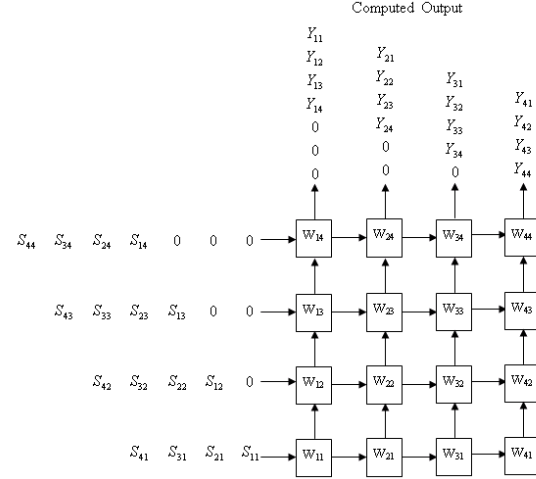 Computed Output
Y11
Y12 Y21
Y13 Y22 Y31
Y14 Y23 Y32 Y41
0 Y24 Y33 Y42
0 0 Y34 Y43
0 0 0 Y44
S44 S34 S24 S14 0 0 0 W14 W24 W34 W44
S43 S33 S23 S13 0 0 W13 W23 W33 W43
S42 S32 S22 S12 0 W12 W22 W32 W42
S41 S31 S21 S11 W11 W21 W31 W41